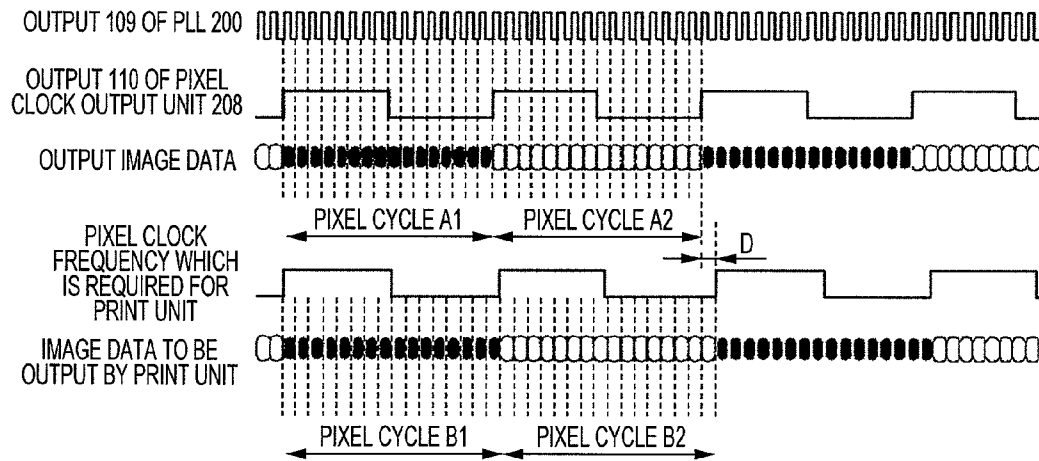 OUTPUT 109 OF PLL 200
OUTPUT 110 OF PIXEL
CLOCK OUTPUT UNIT 208
OUTPUT IMAGE DATA
PIXEL CYCLE A1
PIXEL CYCLE A2
D
PIXEL CLOCK
FREQUENCY WHICH
IS REQUIRED FOR
PRINT UNIT
IMAGE DATA TO BE
OUTPUT BY PRINT UNIT
PIXEL CYCLE B1
PIXEL CYCLE B2